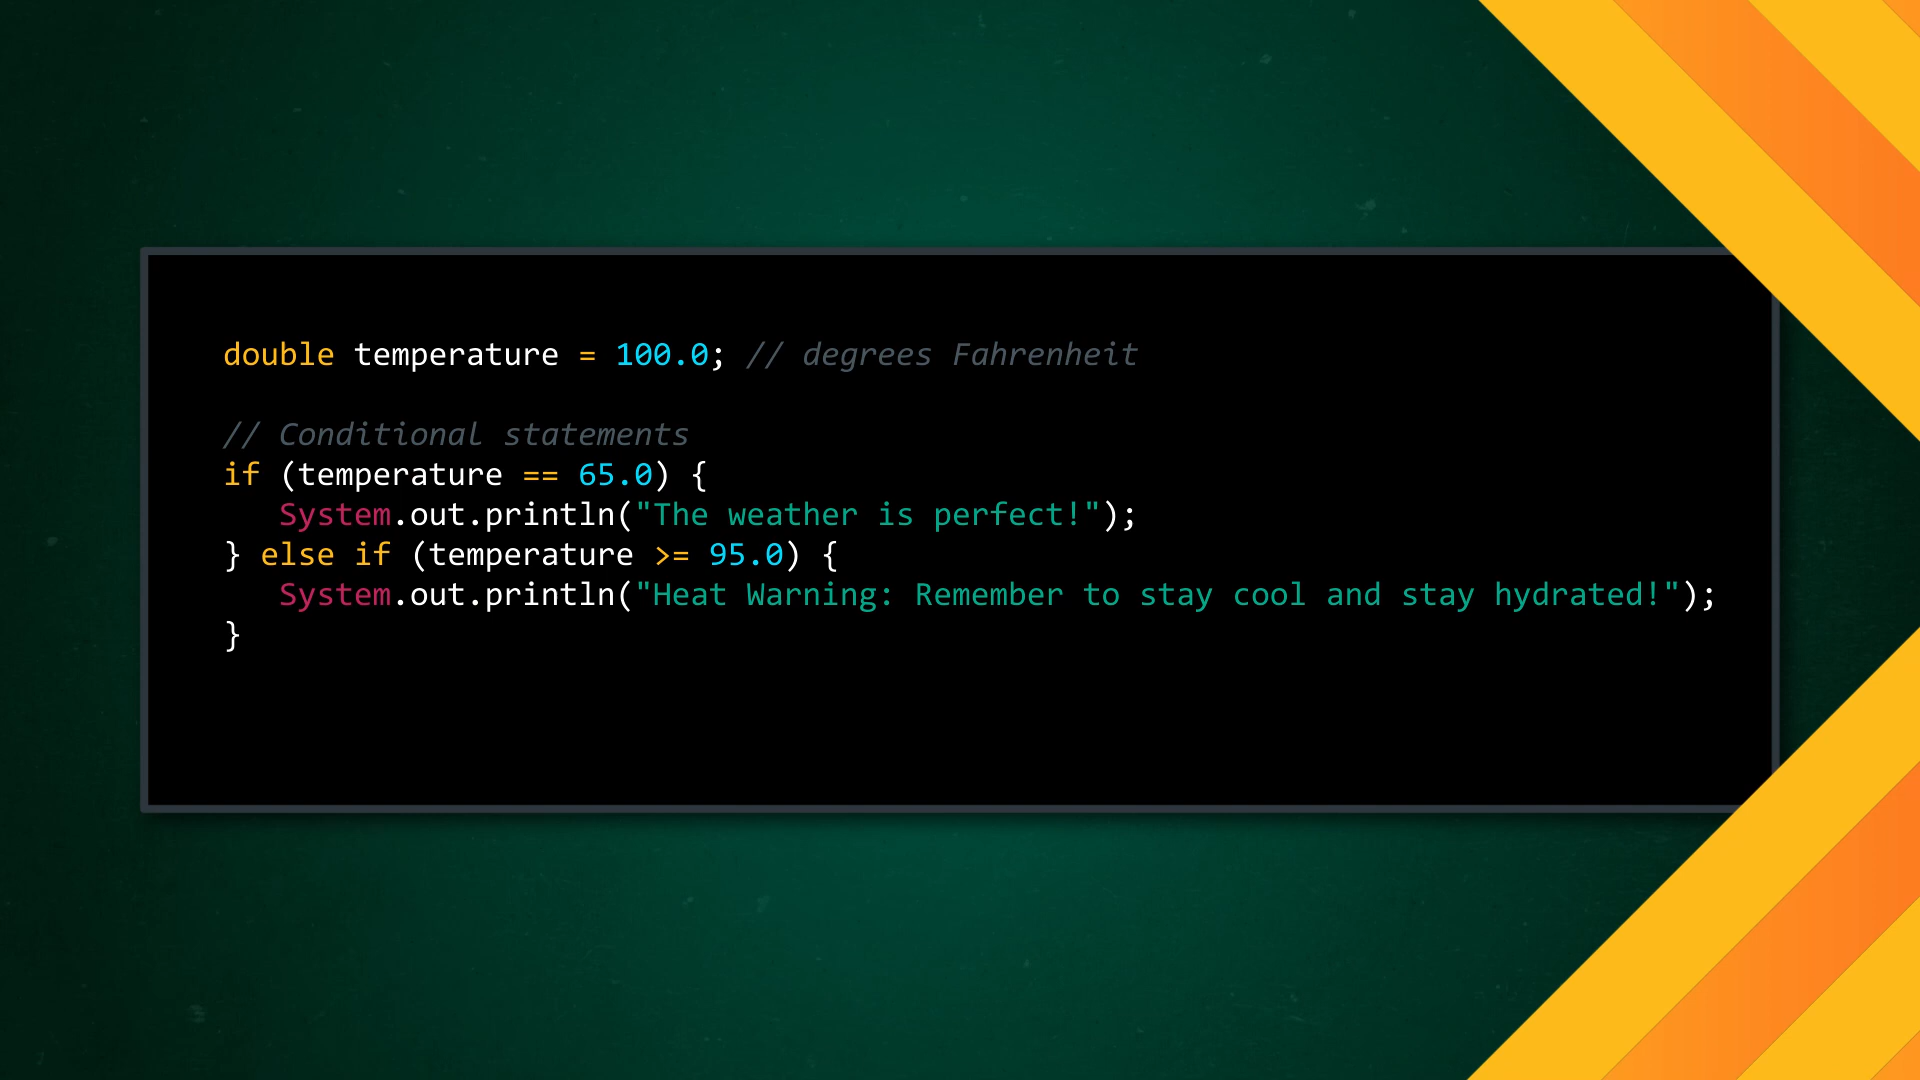 double temperature = 100.0; // degrees Fahrenheit
// Conditional statements
if (temperature == 65.0) {
   System.out.println("The weather is perfect!");
} else if (temperature >= 95.0) {
   System.out.println("Heat Warning: Remember to stay cool and stay hydrated!");
}